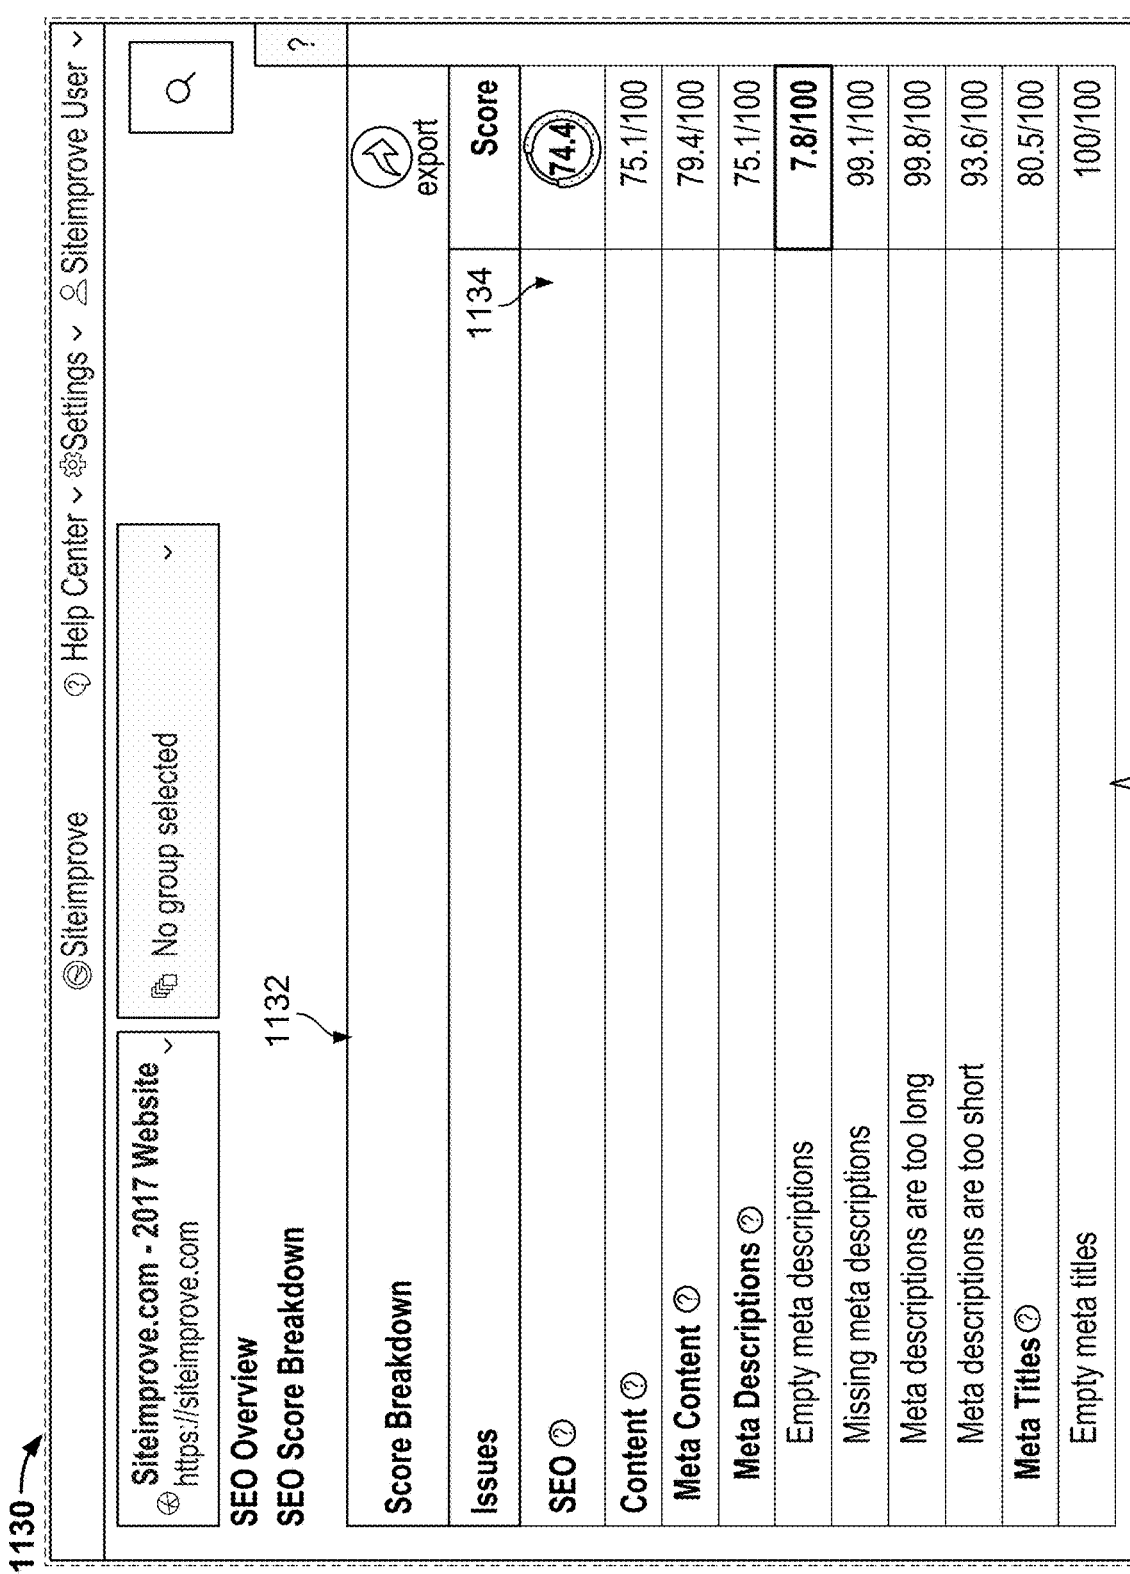 1130
Siteimprove Help Center Settings Siteimprove User
Siteimprove.com - 2017 Website
https://siteimprove.com
No group selected
SEO Overview
SEO Score Breakdown
?
1132
Score Breakdown
export
Issues Score
1134
SEO ? 74.4
Content ? 75.1/100
Meta Content ? 79.4/100
Meta Descriptions ? 75.1/100
Empty meta descriptions 7.8/100
Missing meta descriptions 99.1/100
Meta descriptions are too long 99.8/100
Meta descriptions are too short 93.6/100
Meta Titles ? 80.5/100
Empty meta titles 100/100